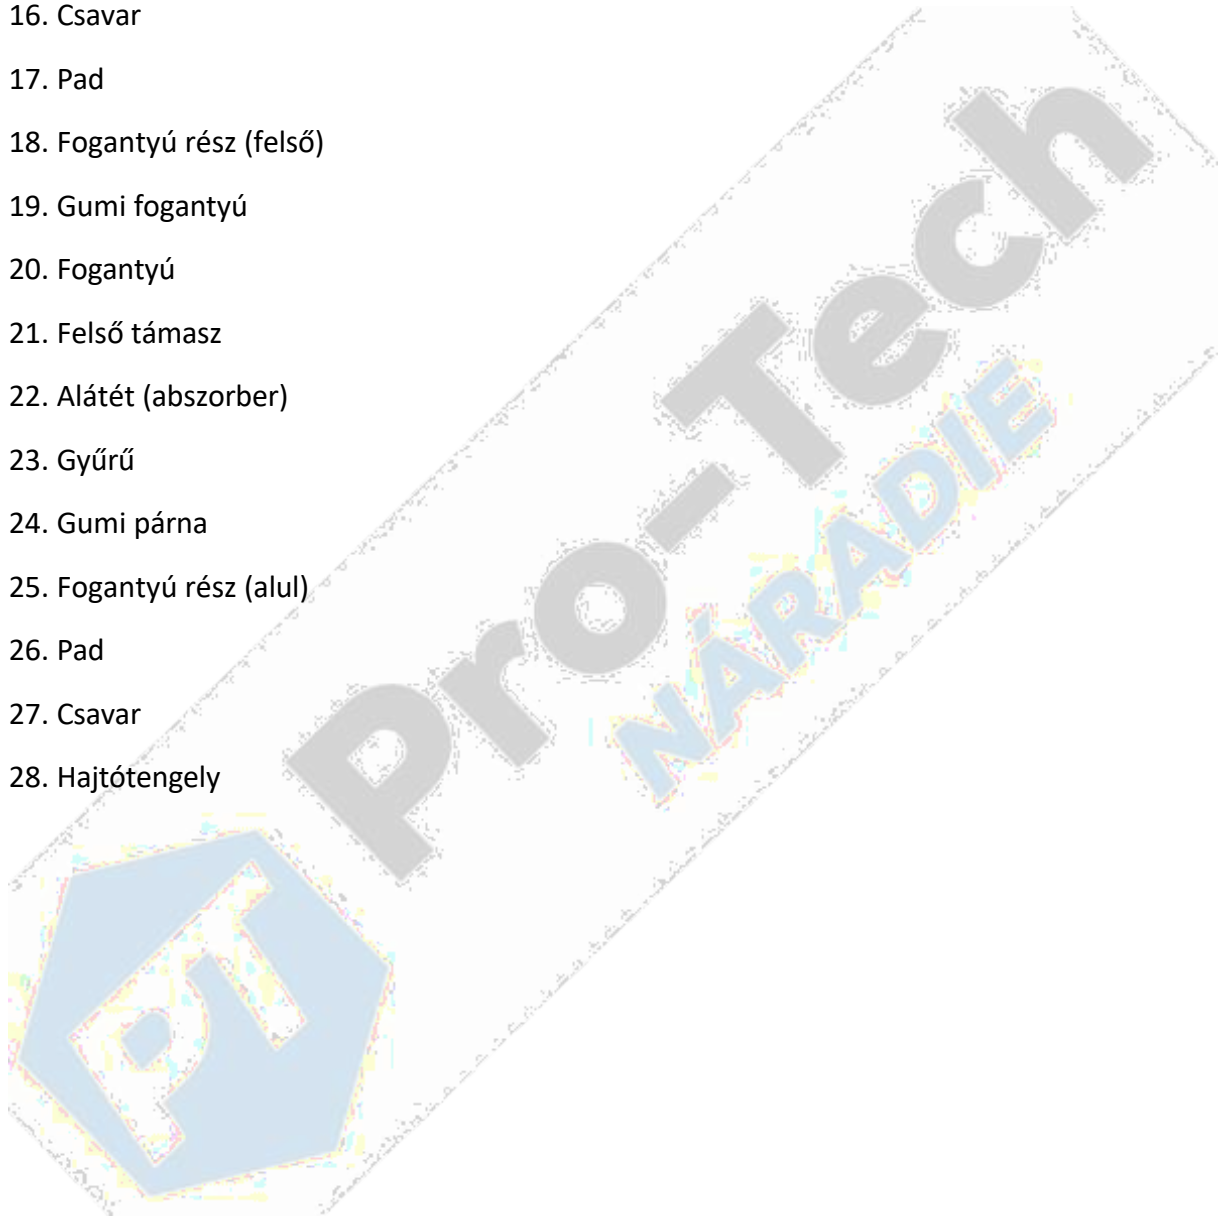 16. Csavar
17. Pad
18. Fogantyú rész (felső)
19. Gumi fogantyú
20. Fogantyú
21. Felső támasz
22. Alátét (abszorber)
23. Gyűrű
24. Gumi párna
25. Fogantyú rész (alul)
26. Pad
27. Csavar
28. Hajtótengely
Pro-Tech
NÁRADIE
PT